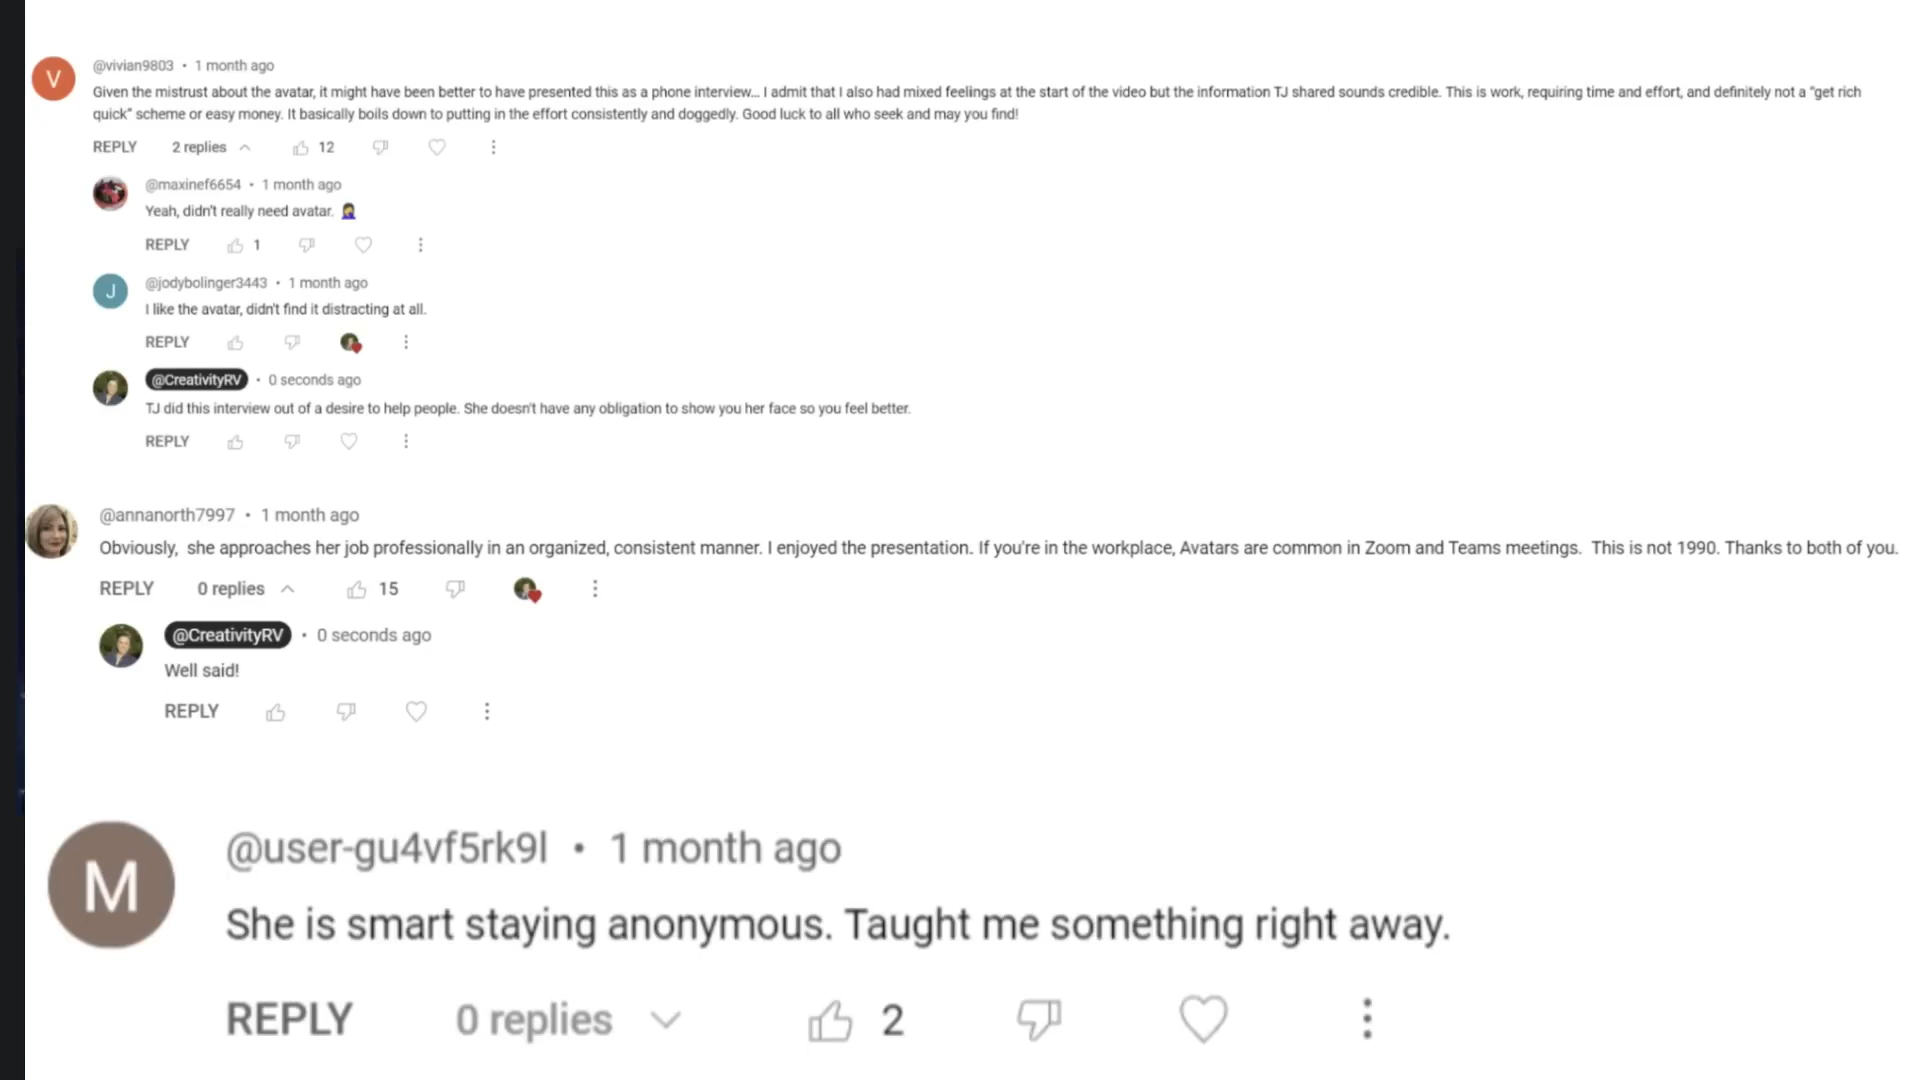 V
@vivian9803 • 1 month ago
Given the mistrust about the avatar, it might have been better to have presented this as a phone interview... I admit that I also had mixed feelings at the start of the video but the information TJ shared sounds credible. This is work, requiring time and effort, and definitely not a "get rich
quick" scheme or easy money. It basically boils down to putting in the effort consistently and doggedly. Good luck to all who seek and may you find!
REPLY 2 replies 12
@maxinef6654 • 1 month ago
Yeah, didn't really need avatar. 🤦‍♀️
REPLY 1
J
@jodybolinger3443 • 1 month ago
I like the avatar, didn't find it distracting at all.
REPLY
@CreativityRV • 0 seconds ago
TJ did this interview out of a desire to help people. She doesn't have any obligation to show you her face so you feel better.
REPLY
@annanorth7997 • 1 month ago
Obviously, she approaches her job professionally in an organized, consistent manner. I enjoyed the presentation. If you're in the workplace, Avatars are common in Zoom and Teams meetings. This is not 1990. Thanks to both of you.
REPLY 0 replies 15
@CreativityRV • 0 seconds ago
Well said!
REPLY
M
@user-gu4vf5rk9l • 1 month ago
She is smart staying anonymous. Taught me something right away.
REPLY 0 replies 2